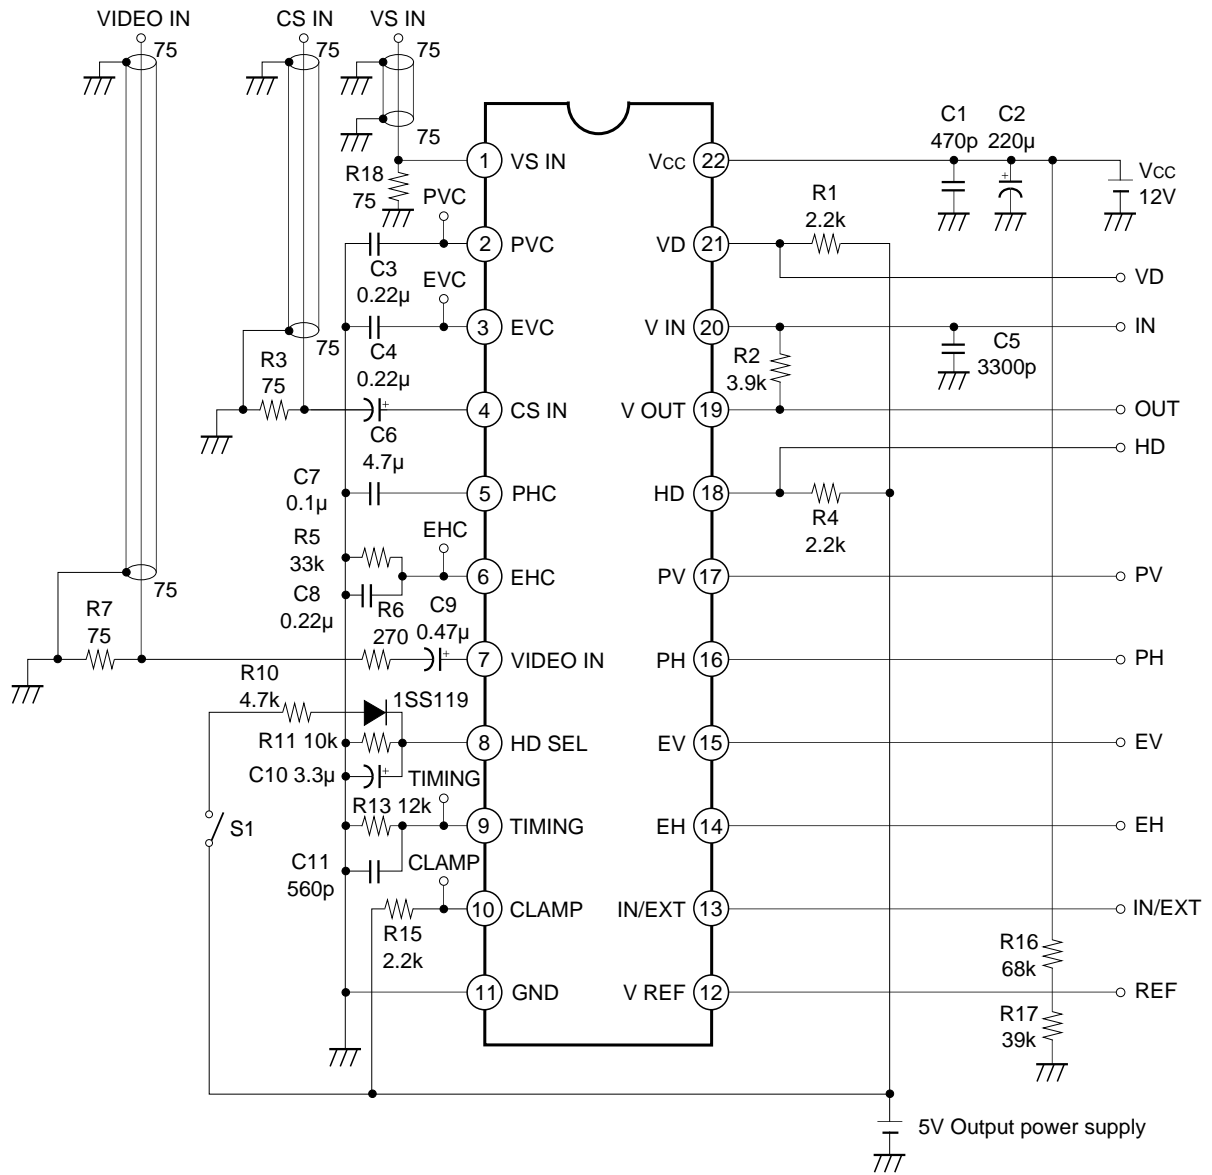 VIDEO IN
CS IN
VS IN
75
75
75
75
R18
75
1
VS IN
PVC
C3
0.22µ
2
PVC
EVC
75
R3
75
C4
0.22µ
3
EVC
C6
4.7µ
4
CS IN
C7
0.1µ
5
PHC
R5
33k
EHC
C8
0.22µ
6
EHC
75
R7
75
R6
270
C9
0.47µ
7
VIDEO IN
R10
4.7k
1SS119
R11 10k
8
HD SEL
C10 3.3µ
TIMING
R13 12k
S1
9
TIMING
C11
560p
CLAMP
10
CLAMP
R15
2.2k
11
GND
VCC
22
C1
470p
C2
220µ
+
VCC
12V
VD
21
R1
2.2k
VD
V IN
20
IN
R2
3.9k
C5
3300p
V OUT
19
OUT
HD
HD
18
R4
2.2k
PV
17
PV
PH
16
PH
EV
15
EV
EH
14
EH
IN/EXT
13
IN/EXT
R16
68k
V REF
12
REF
R17
39k
5V Output power supply